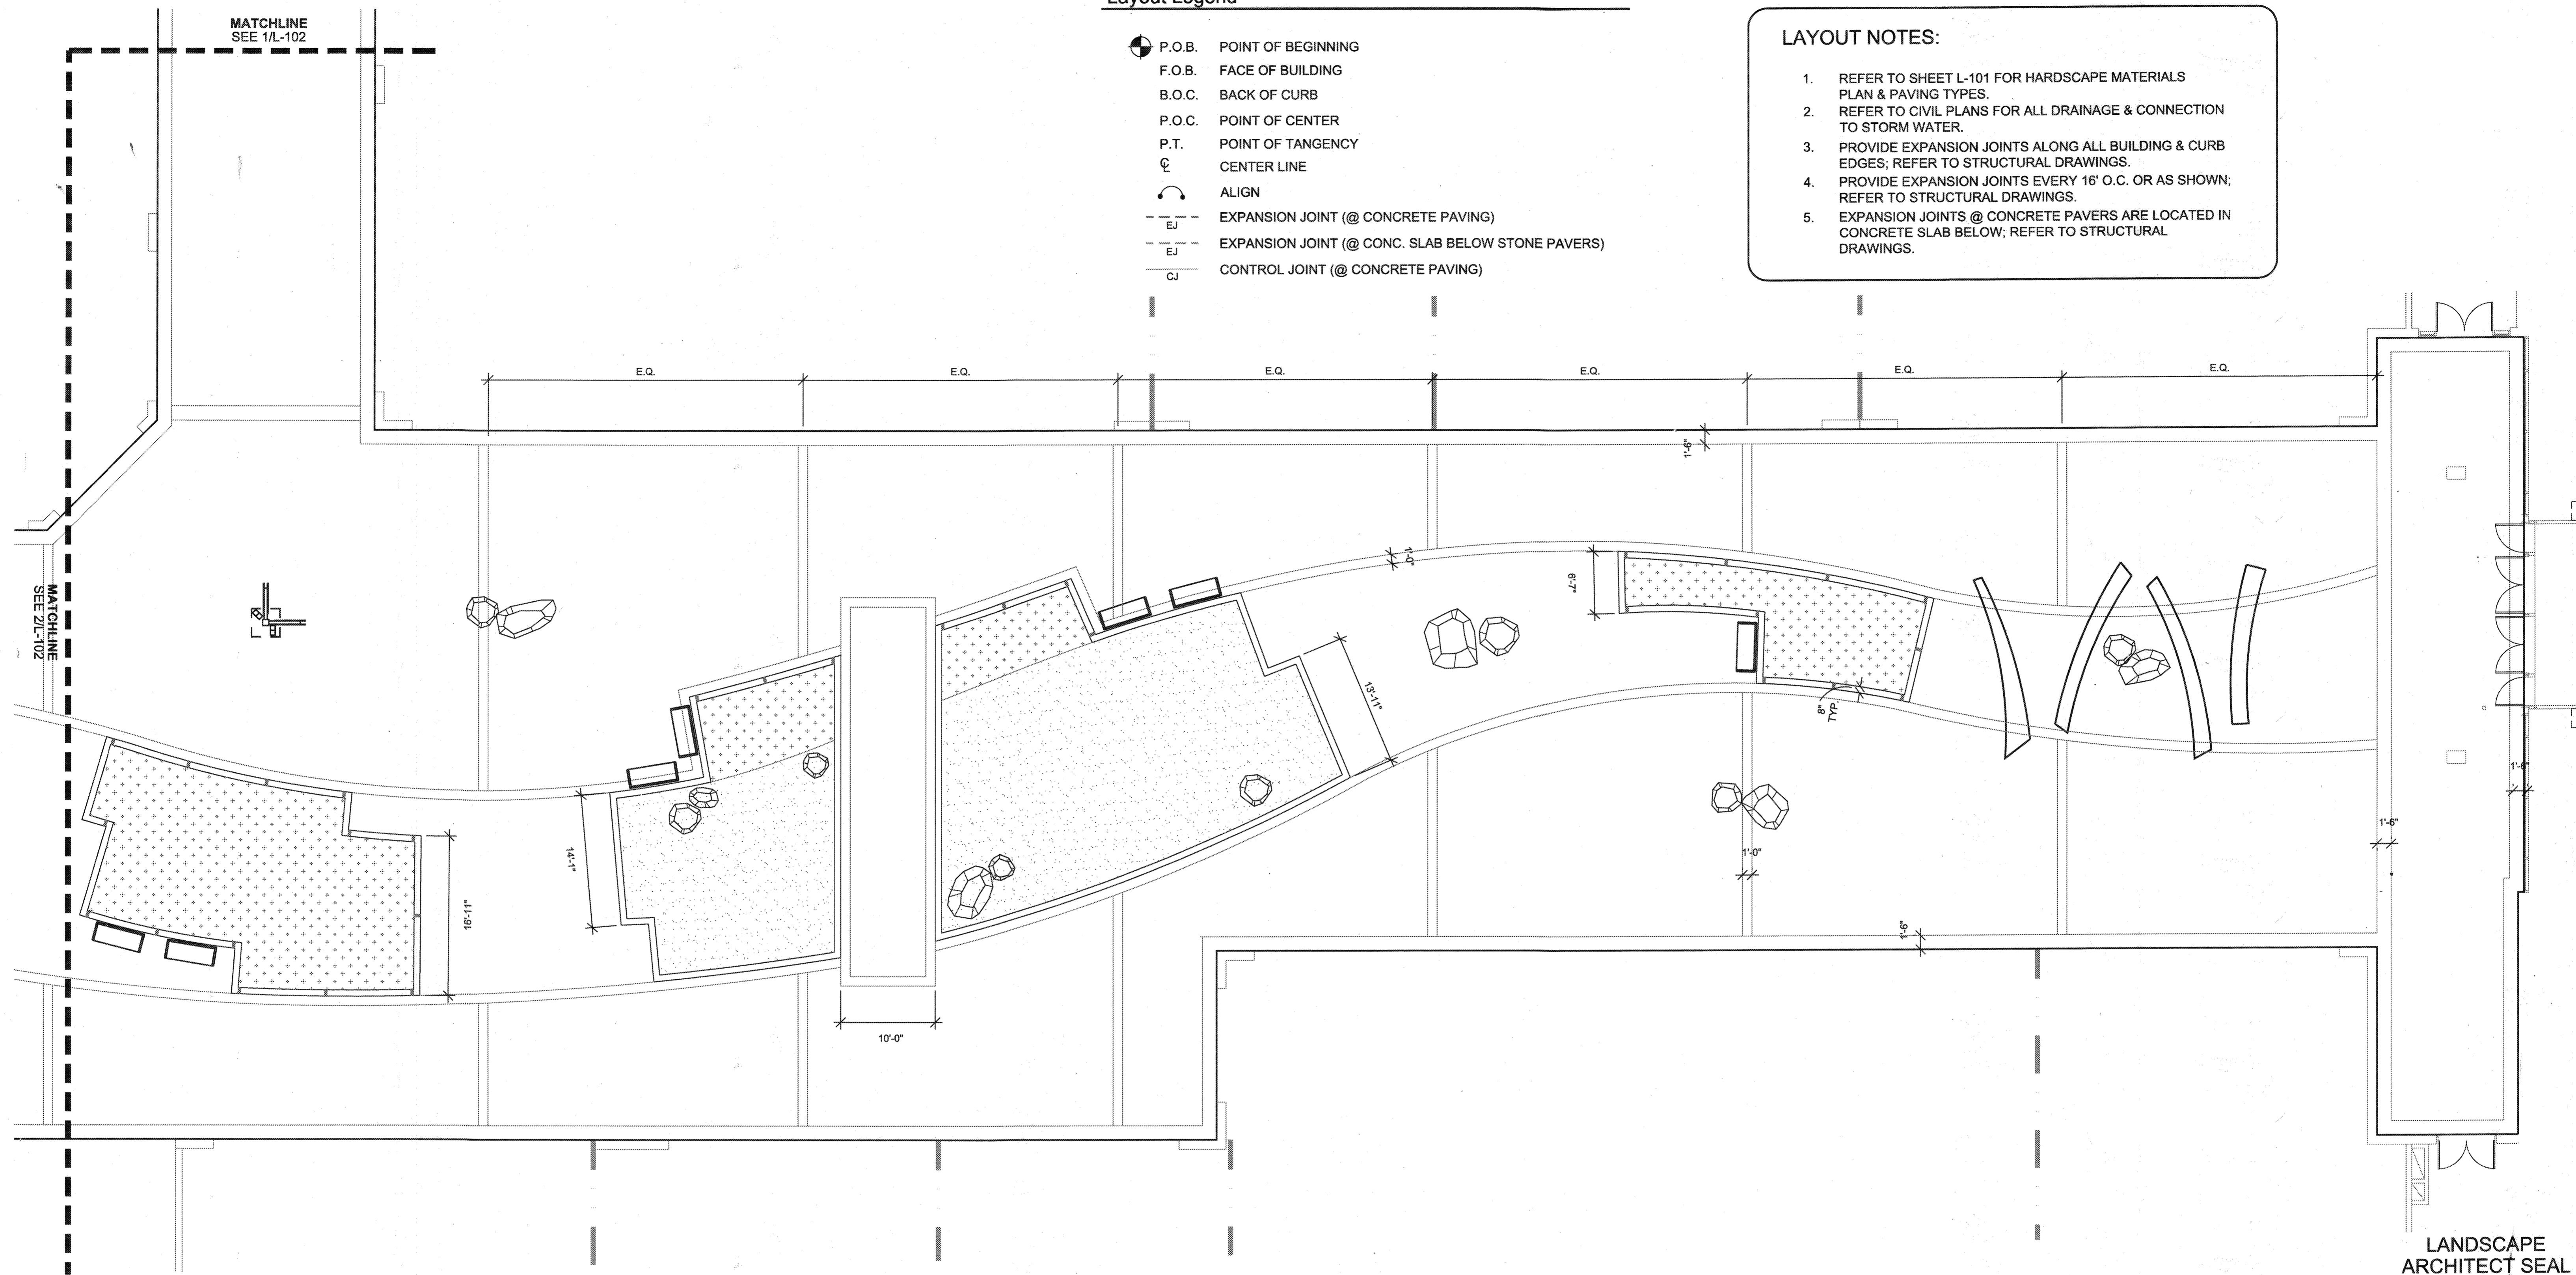 Layout Legend
MATCHLINE
SEE 1/L-102
P.O.B. POINT OF BEGINNING
F.O.B. FACE OF BUILDING
B.O.C. BACK OF CURB
P.O.C. POINT OF CENTER
P.T. POINT OF TANGENCY
℄ CENTER LINE
ALIGN
EJ EXPANSION JOINT (@ CONCRETE PAVING)
EJ EXPANSION JOINT (@ CONC. SLAB BELOW STONE PAVERS)
CJ CONTROL JOINT (@ CONCRETE PAVING)
LAYOUT NOTES:
1. REFER TO SHEET L-101 FOR HARDSCAPE MATERIALS
PLAN & PAVING TYPES.
2. REFER TO CIVIL PLANS FOR ALL DRAINAGE & CONNECTION
TO STORM WATER.
3. PROVIDE EXPANSION JOINTS ALONG ALL BUILDING & CURB
EDGES; REFER TO STRUCTURAL DRAWINGS.
4. PROVIDE EXPANSION JOINTS EVERY 16' O.C. OR AS SHOWN;
REFER TO STRUCTURAL DRAWINGS.
5. EXPANSION JOINTS @ CONCRETE PAVERS ARE LOCATED IN
CONCRETE SLAB BELOW; REFER TO STRUCTURAL
DRAWINGS.
E.Q.
E.Q.
E.Q.
E.Q.
E.Q.
E.Q.
1'-6"
1'-0"
6'-7"
MATCHLINE
SEE 2/L-102
13'-11"
8"
TYP.
1'-6"
1'-6"
14'-1"
1'-0"
16'-11"
1'-6"
10'-0"
LANDSCAPE
ARCHITECT SEAL